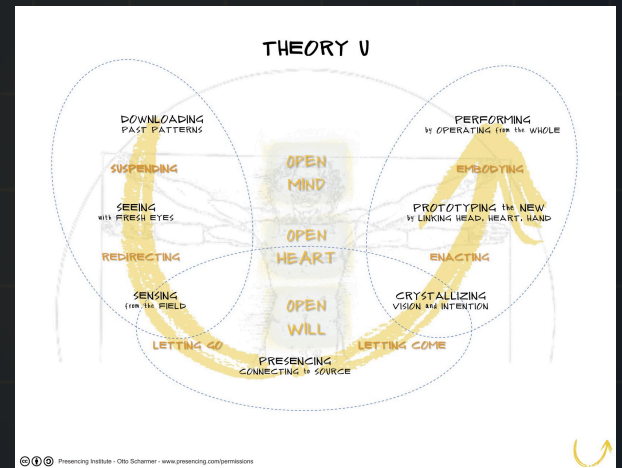 THEORY U
DOWNLOADING
PAST PATTERNS
SUSPENDING
SEEING
with FRESH EYES
REDIRECTING
SENSING
from the FIELD
LETTING GO
OPEN
MIND
OPEN
HEART
OPEN
WILL
PRESENCING
CONNECTING to SOURCE
PERFORMING
by OPERATING from the WHOLE
EMBODYING
PROTOTYPING the NEW
by LINKING HEAD, HEART, HAND
ENACTING
CRYSTALLIZING
VISION and INTENTION
LETTING COME
cc Presencing Institute - Otto Scharmer - www.presencing.com/permissions